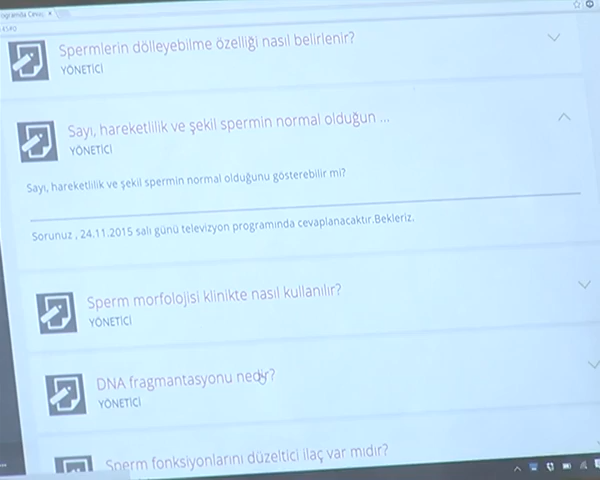 ogramda Cevap
Spermlerin dölleyebilme özelliği nasıl belirlenir?
YÖNETİCİ
Sayı, hareketlilik ve şekil spermin normal olduğun ...
YÖNETİCİ
Sayı, hareketlilik ve şekil spermin normal olduğunu gösterebilir mi?
Sorunuz , 24.11.2015 salı günü televizyon programında cevaplanacaktır.Bekleriz.
Sperm morfolojisi klinikte nasıl kullanılır?
YÖNETİCİ
DNA fragmantasyonu nedir?
YÖNETİCİ
Sperm fonksiyonlarını düzeltici ilaç var mıdır?